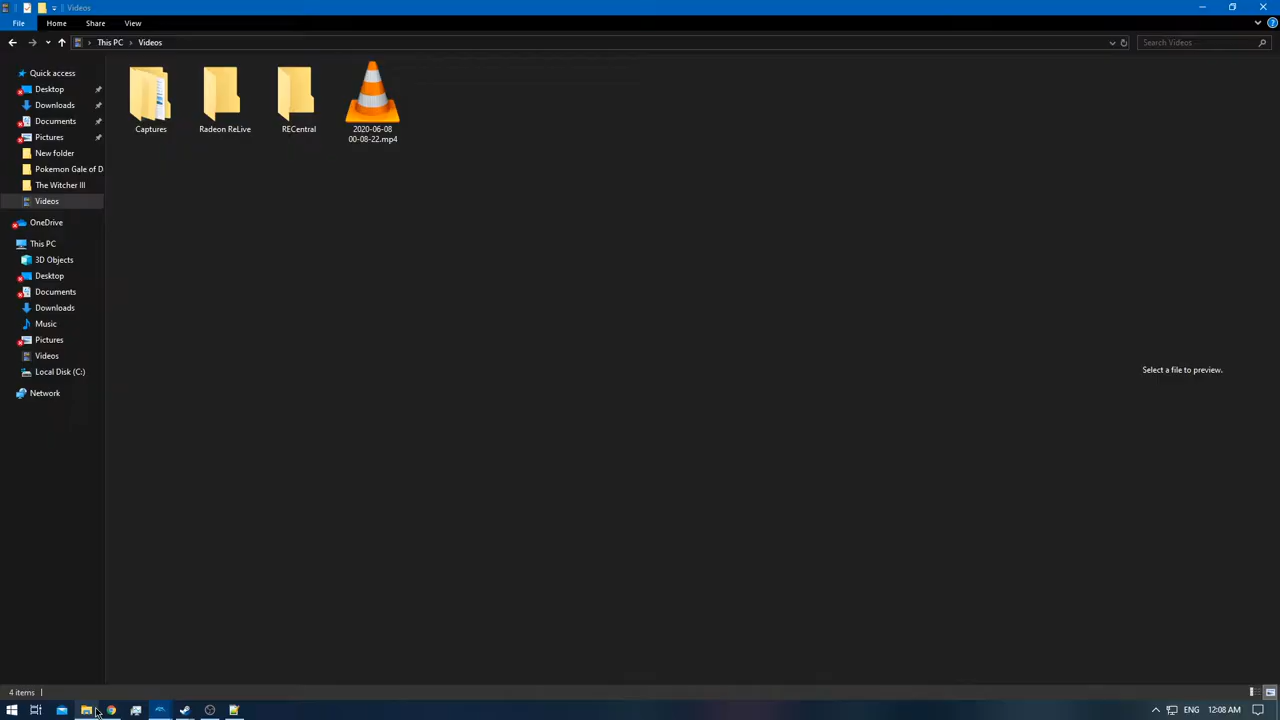 Videos
File Home Share View
This PC Videos Search Videos
Quick access
Desktop
Downloads
Documents
Pictures
New folder
Pokemon Gale of D
The Witcher III
Videos
OneDrive
This PC
3D Objects
Desktop
Documents
Downloads
Music
Pictures
Videos
Local Disk (C:)
Network
Captures Radeon ReLive RECentral 2020-06-08
00-08-22.mp4
Select a file to preview.
4 items
ENG 12:08 AM